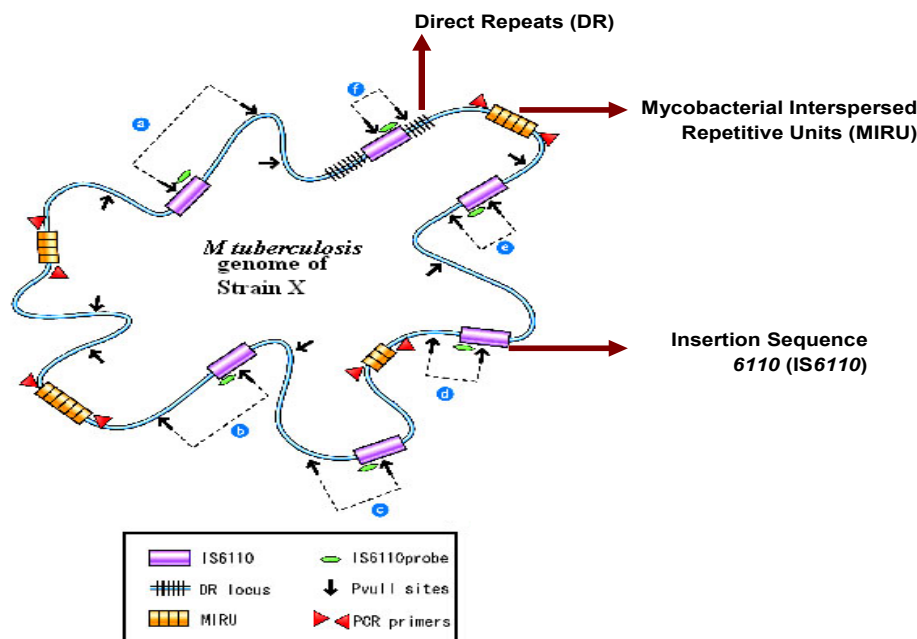 Direct Repeats (DR)
f
a
Mycobacterial Interspersed
Repetitive Units (MIRU)
e
M tuberculosis
genome of
Strain X
Insertion Sequence
6110 (IS6110)
d
b
c
IS6110
IS6110probe
DR locus
PvuII sites
MIRU
PCR primers